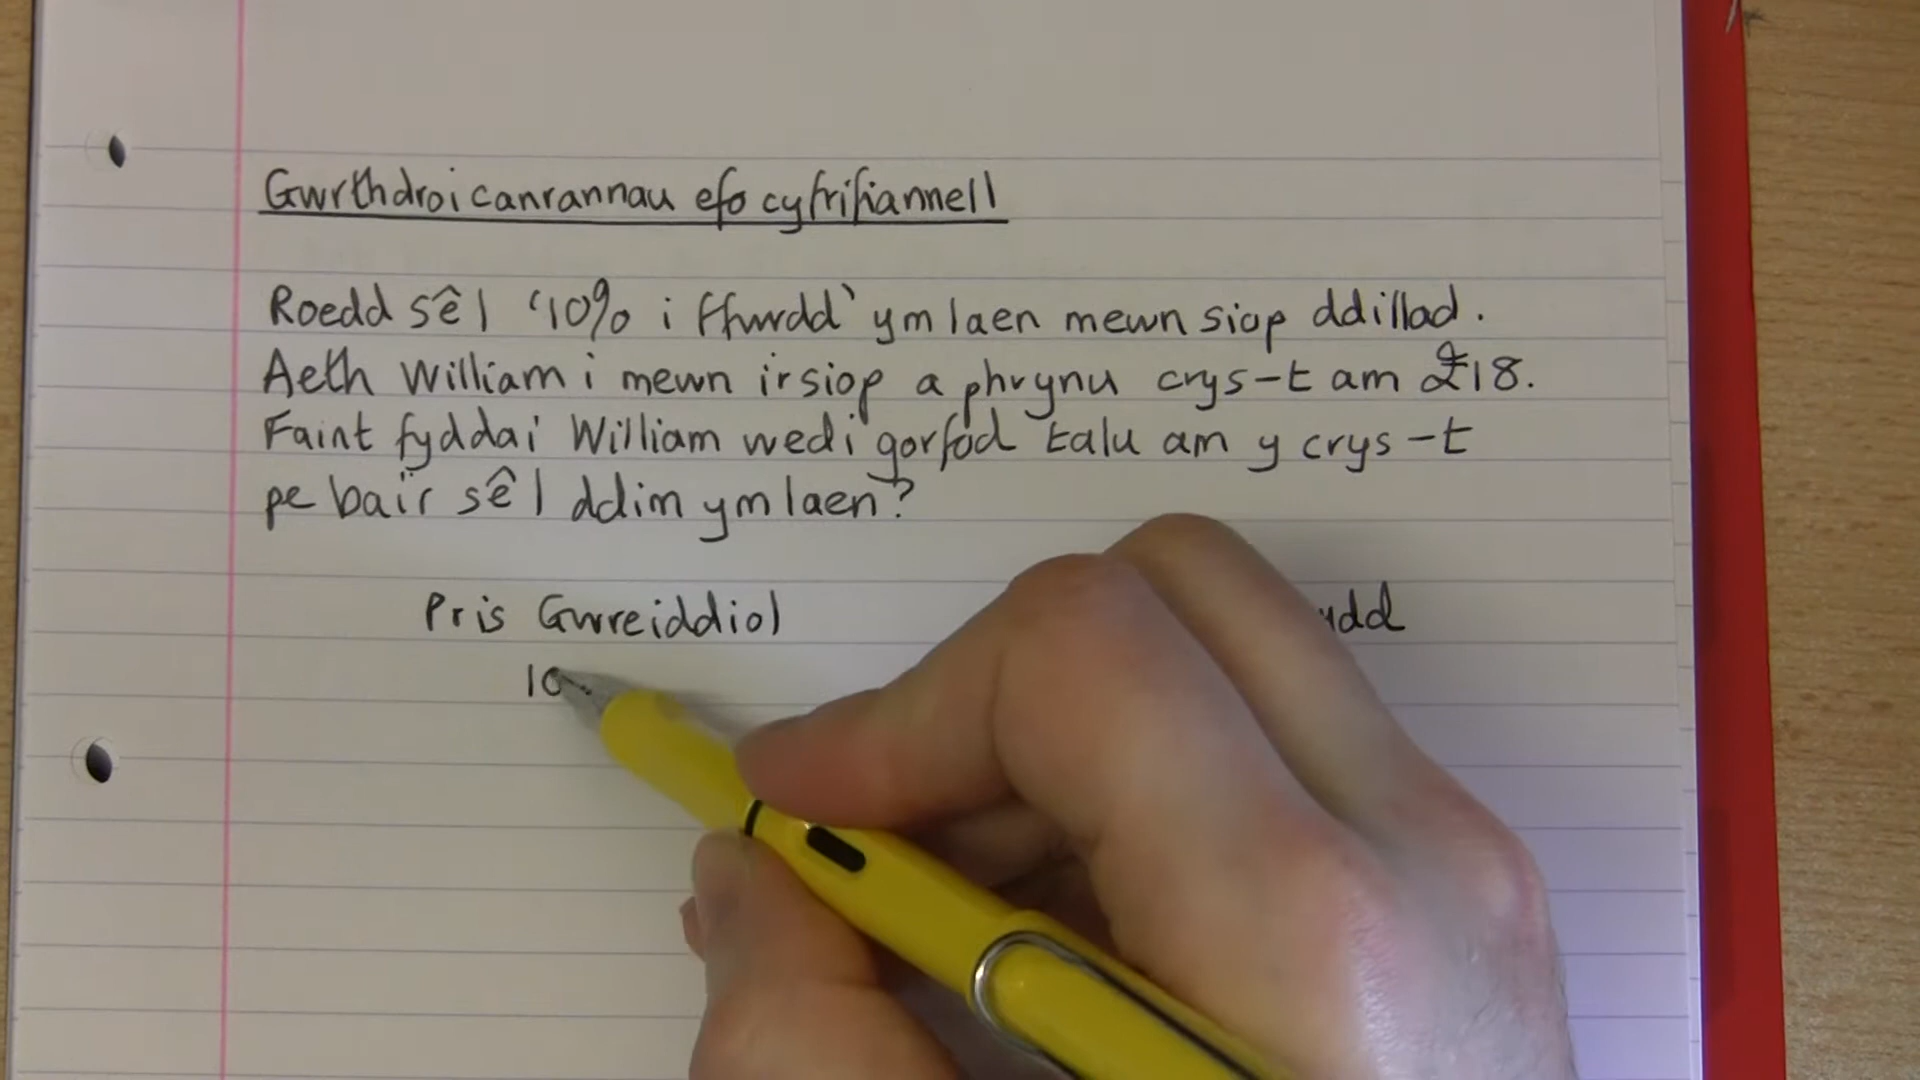 Gwrthdroi canrannau efo cyfrifiannell
Roedd sêl '10% i ffwrdd' ymlaen mewn siop ddillad.
Aeth William i mewn i'r siop a phrynu crys-t am £18.
Faint fyddai William wedi gorfod talu am y crys-t
pe bai'r sêl ddim ymlaen?
Pris Gwreiddiol
10